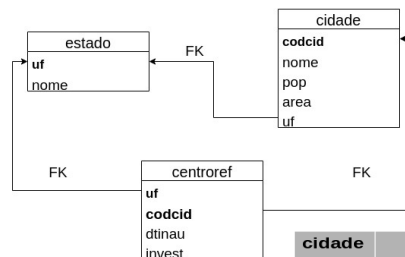 cidade
codcid
nome
pop
area
uf
estado
uf
nome
FK
FK
FK
centroref
uf
codcid
dtinau
invest
cidade